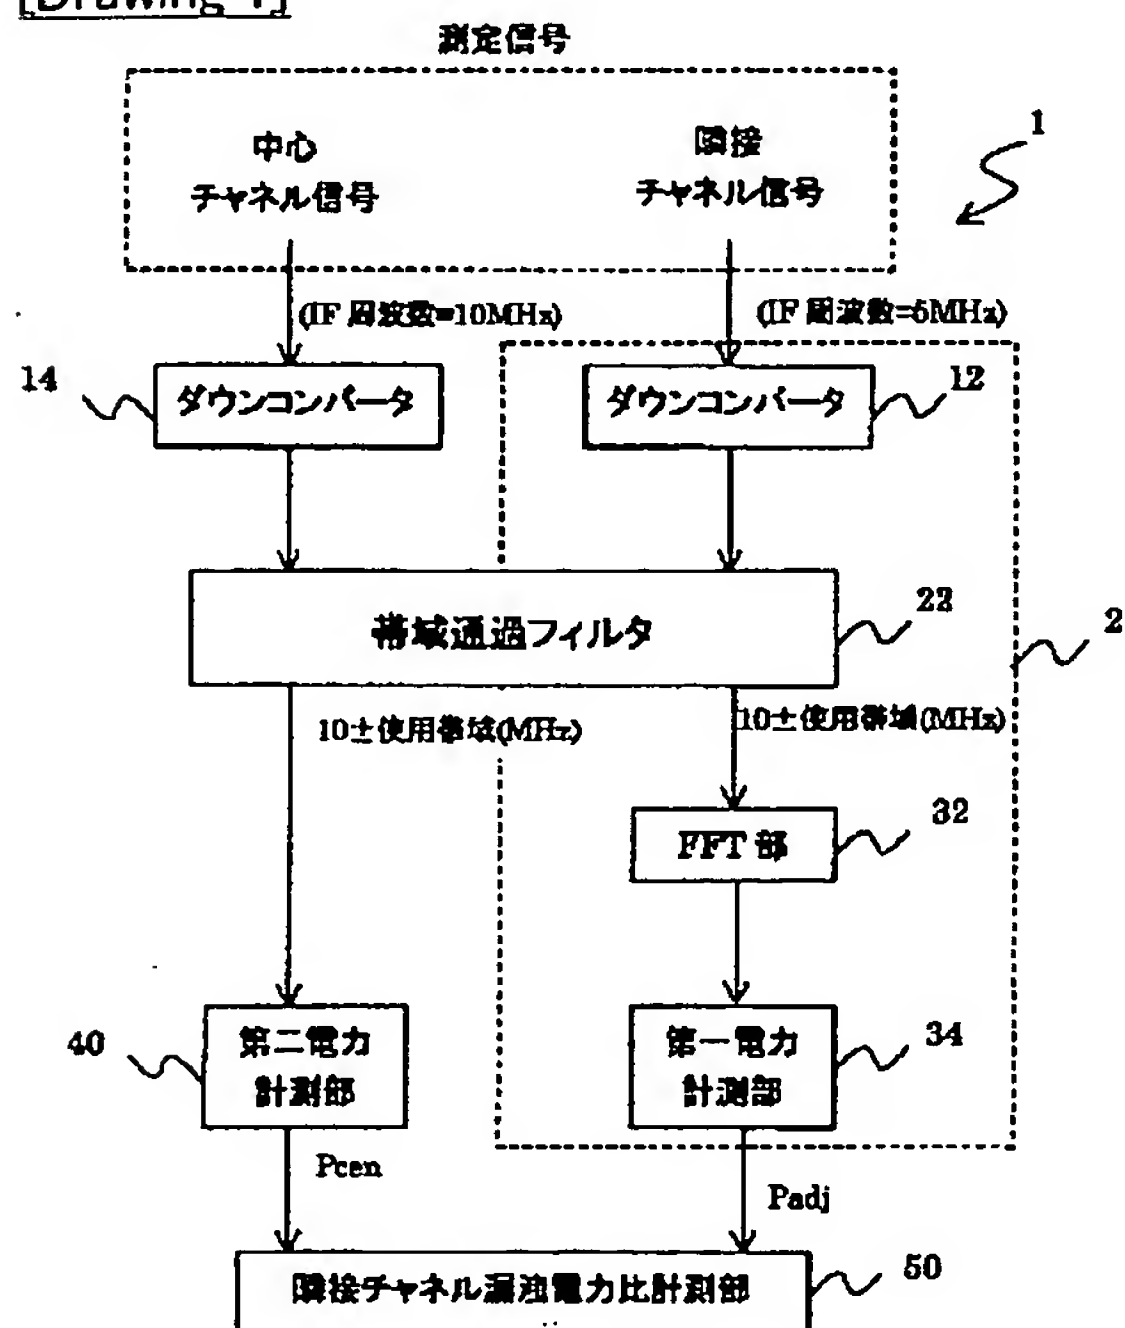 [Drawing 1]
測定信号
中心
チャネル信号
隣接
チャネル信号
1
(IF 周波数=10MHz)
(IF 周波数=5MHz)
14
ダウンコンバータ
ダウンコンバータ
12
帯域通過フィルタ
22
2
10±使用帯域(MHz)
10±使用帯域(MHz)
FFT 部
32
40
第二電力
計測部
第一電力
計測部
34
Pcen
Padj
隣接チャネル漏洩電力比計測部
50